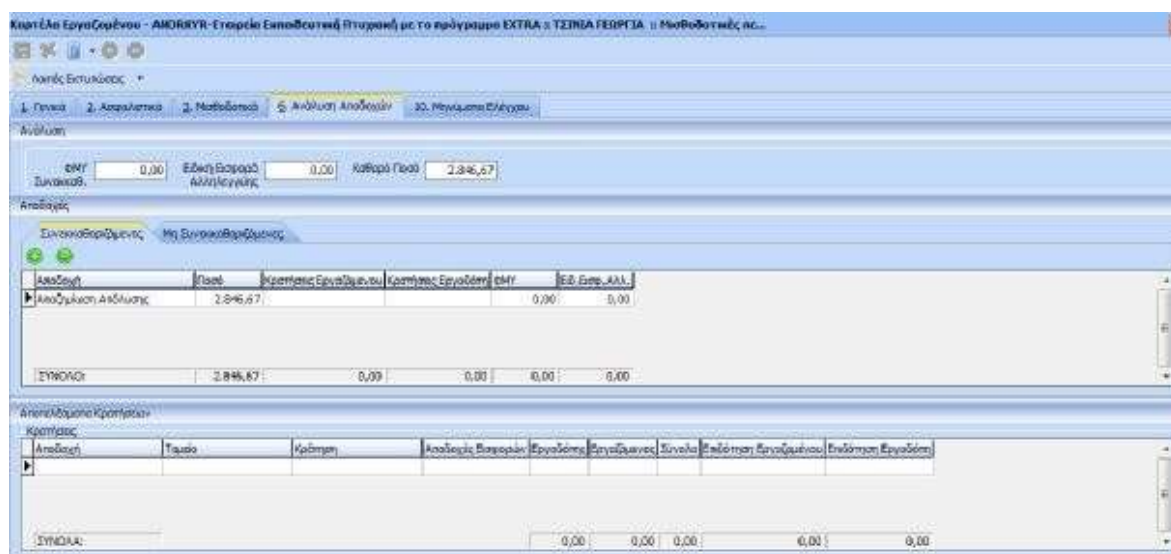 Καρτέλα Εργαζομένου - ANDRRYR-Εταιρεία Εκπαιδευτική Πτυχιακή με το πρόγραμμα EXTRA :: ΤΣΙΝΙΑ ΓΕΩΡΓΙΑ :: Μισθοδοτικές πε...
Λοιπές Εκτυπώσεις
1. Γενικά 2. Ασφαλιστικά 3. Μισθοδοτικά 6. Ανάλυση Αποδοχών 10. Μηνύματα Ελέγχου
Ανάλυση
ΦΜΥ Συνεκκαθ. 0,00 Ειδική Εισφορά Αλληλεγγύης 0,00 Καθαρό Ποσό 2.846,67
Αποδοχές
Συνεκκαθαριζόμενες Μη Συνεκκαθαριζόμενες
Αποδοχή Ποσό Κρατήσεις Εργαζόμενου Κρατήσεις Εργοδότη ΦΜΥ Ειδ. Εισφ. Αλλ.
Αποζημίωση Απόλυσης 2.846,67 0,00 0,00
ΣΥΝΟΛΟ: 2.846,67 0,00 0,00 0,00 0,00
Αποτελέσματα Κρατήσεων
Κρατήσεις
Αποδοχή Ταμείο Κράτηση Αποδοχές Εισφορών Εργοδότης Εργαζόμενος Σύνολο Επιδότηση Εργαζομένου Επιδότηση Εργοδότη
ΣΥΝΟΛΑ: 0,00 0,00 0,00 0,00 0,00